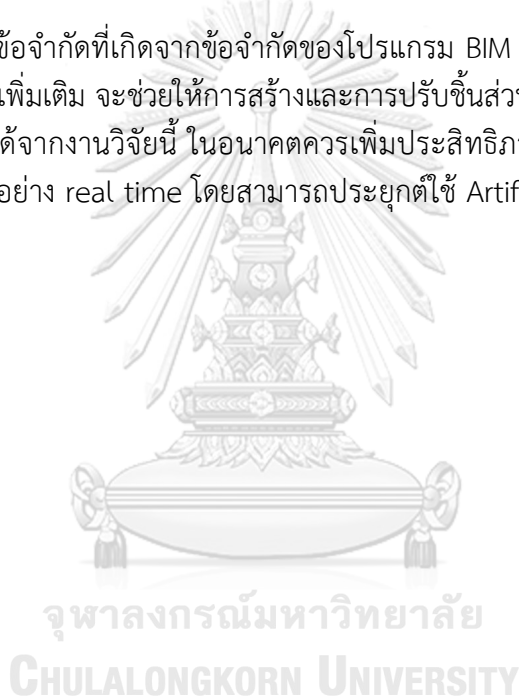 ข้อจำกัดที่เกิดจากข้อจำกัดของโปรแกรม BIM
เพิ่มเติม จะช่วยให้การสร้างและการปรับชิ้นส่วน
ได้จากงานวิจัยนี้ ในอนาคตควรเพิ่มประสิทธิภา
อย่าง real time โดยสามารถประยุกต์ใช้ Artif
จุฬาลงกรณ์มหาวิทยาลัย
CHULALONGKORN UNIVERSITY